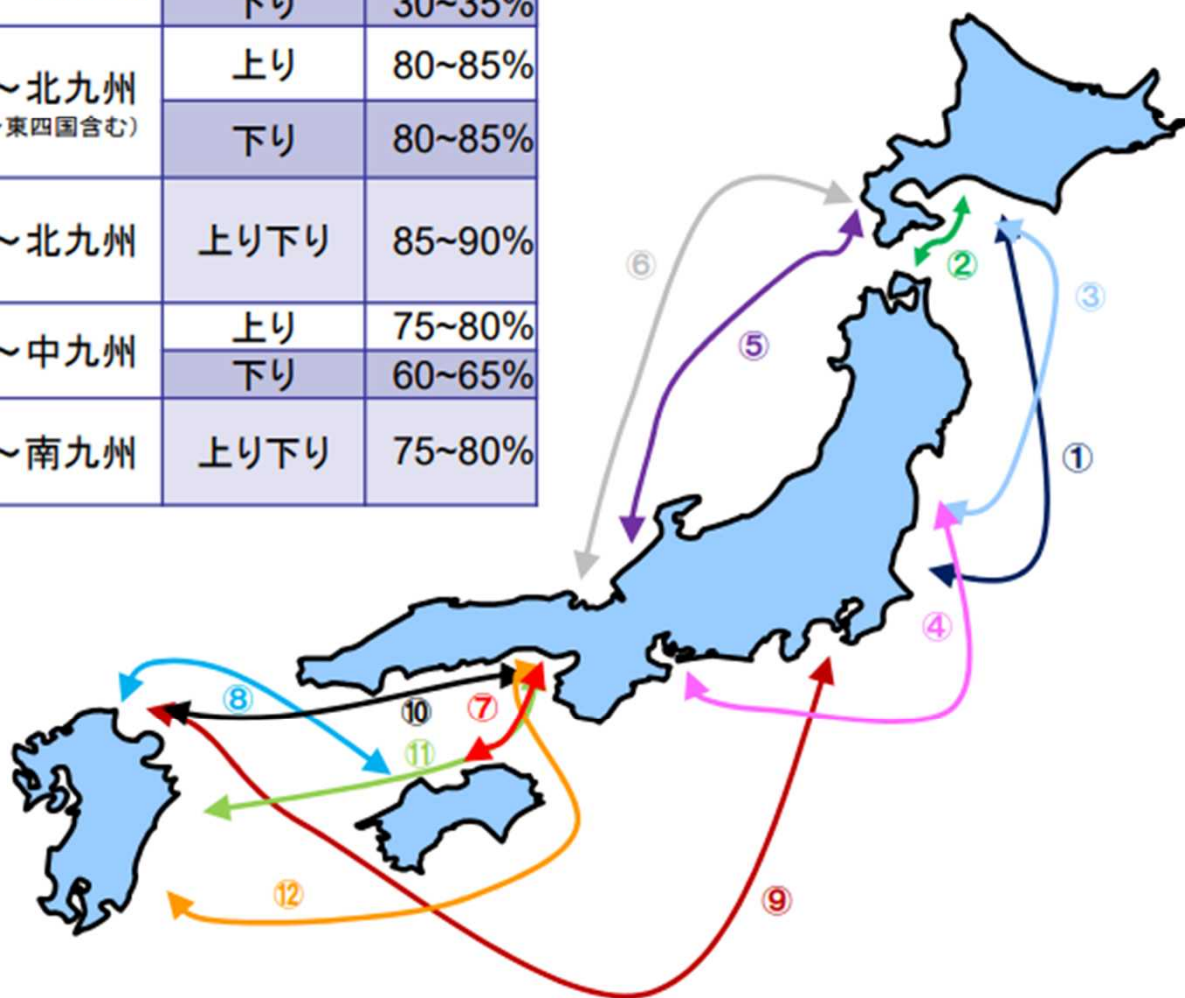 下り 30~35%
～北九州 上り 80~85%
・東四国含む） 下り 80~85%
～北九州 上り下り 85~90%
～中九州 上り 75~80%
下り 60~65%
～南九州 上り下り 75~80%
⑥
②
③
⑤
①
④
⑧
⑩
⑦
⑪
⑫
⑨